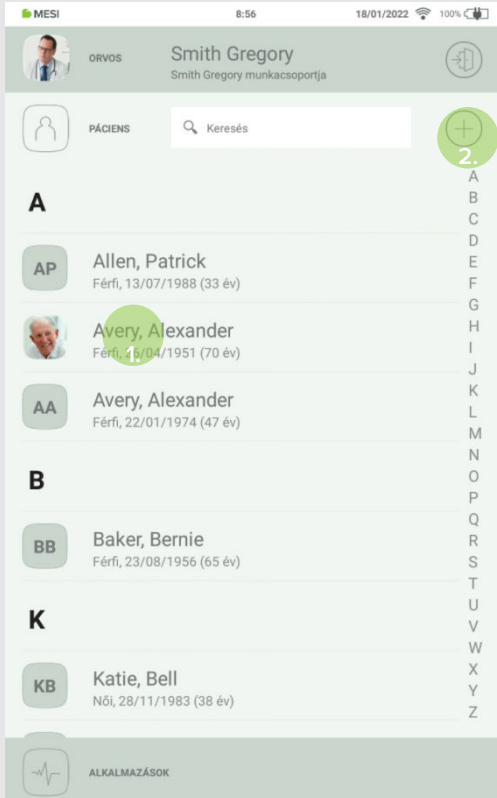 MESI 8:56 18/01/2022 100%
ORVOS Smith Gregory
Smith Gregory munkacsoportja
PÁCIENS Keresés
2.
A
Allen, Patrick
AP
Férfi, 13/07/1988 (33 év)
Avery, Alexander
1.
Férfi, 26/04/1951 (70 év)
Avery, Alexander
AA
Férfi, 22/01/1974 (47 év)
B
Baker, Bernie
BB
Férfi, 23/08/1956 (65 év)
K
Katie, Bell
KB
Női, 28/11/1983 (38 év)
A
B
C
D
E
F
G
H
I
J
K
L
M
N
O
P
Q
R
S
T
U
V
W
X
Y
Z
ALKALMAZÁSOK